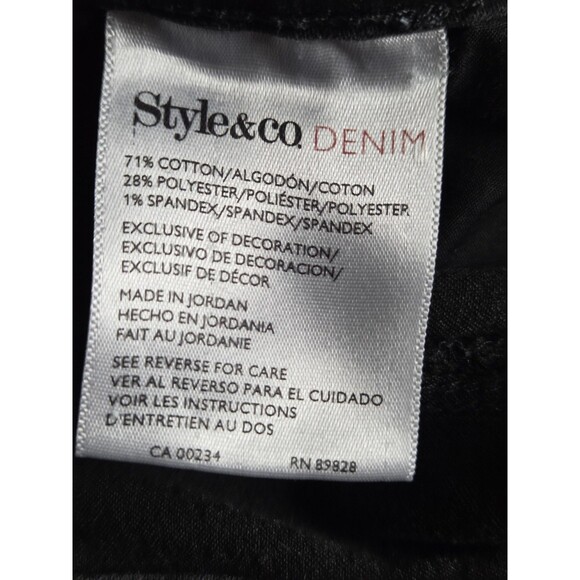 Style&co. DENIM
71% COTTON/ALGODÓN/COTON
28% POLYESTER/POLIÉSTER/POLYESTER
1% SPANDEX/SPANDEX/SPANDEX
EXCLUSIVE OF DECORATION/
EXCLUSIVO DE DECORACION/
EXCLUSIF DE DÉCOR
MADE IN JORDAN
HECHO EN JORDANIA
FAIT AU JORDANIE
SEE REVERSE FOR CARE
VER AL REVERSO PARA EL CUIDADO
VOIR LES INSTRUCTIONS
D'ENTRETIEN AU DOS
CA 00234 RN 89828